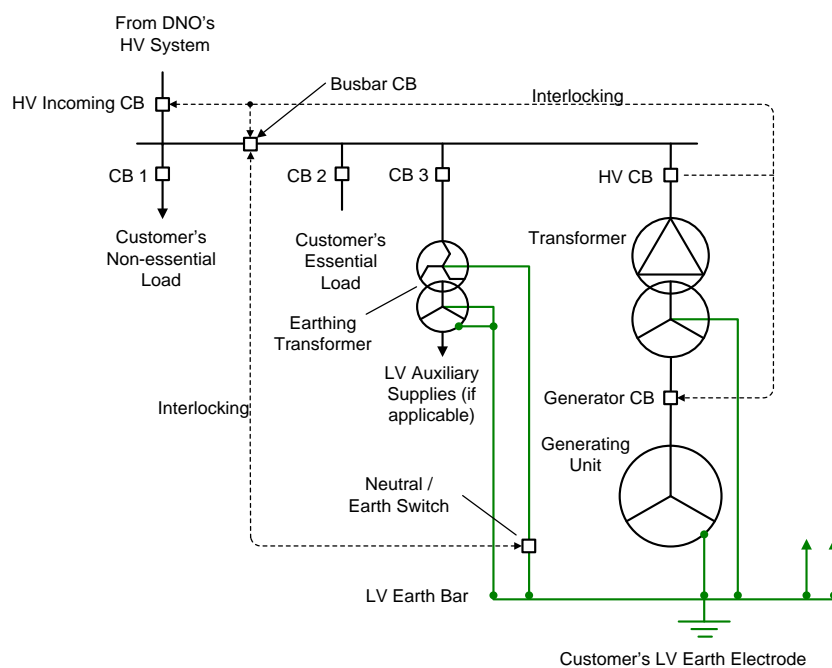 From DNO's
HV System
HV Incoming CB
Busbar CB
Interlocking
CB 1
CB 2
CB 3
HV CB
Customer's
Non-essential
Load
Customer's
Essential
Load
Transformer
Earthing
Transformer
LV Auxiliary
Supplies (if
applicable)
Interlocking
Generator CB
Generating
Unit
Neutral /
Earth Switch
LV Earth Bar
Customer's LV Earth Electrode